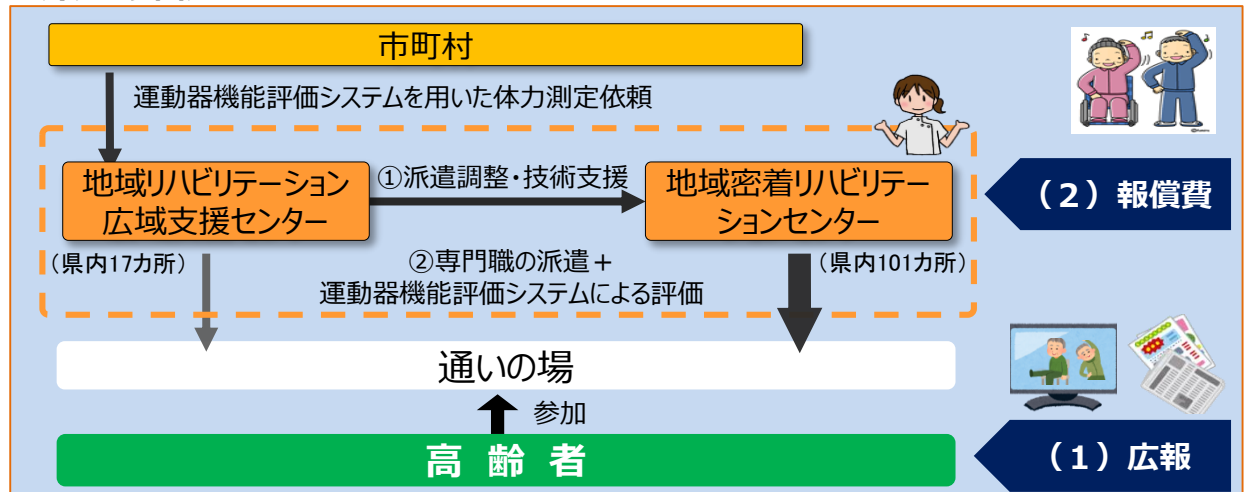 市町村
運動器機能評価システムを用いた体力測定依頼
地域リハビリテーション
広域支援センター
①派遣調整・技術支援
地域密着リハビリテー
ションセンター
（2）報償費
（県内17カ所）
②専門職の派遣＋
運動器機能評価システムによる評価
（県内101カ所）
通いの場
参加
高齢者
（1）広報